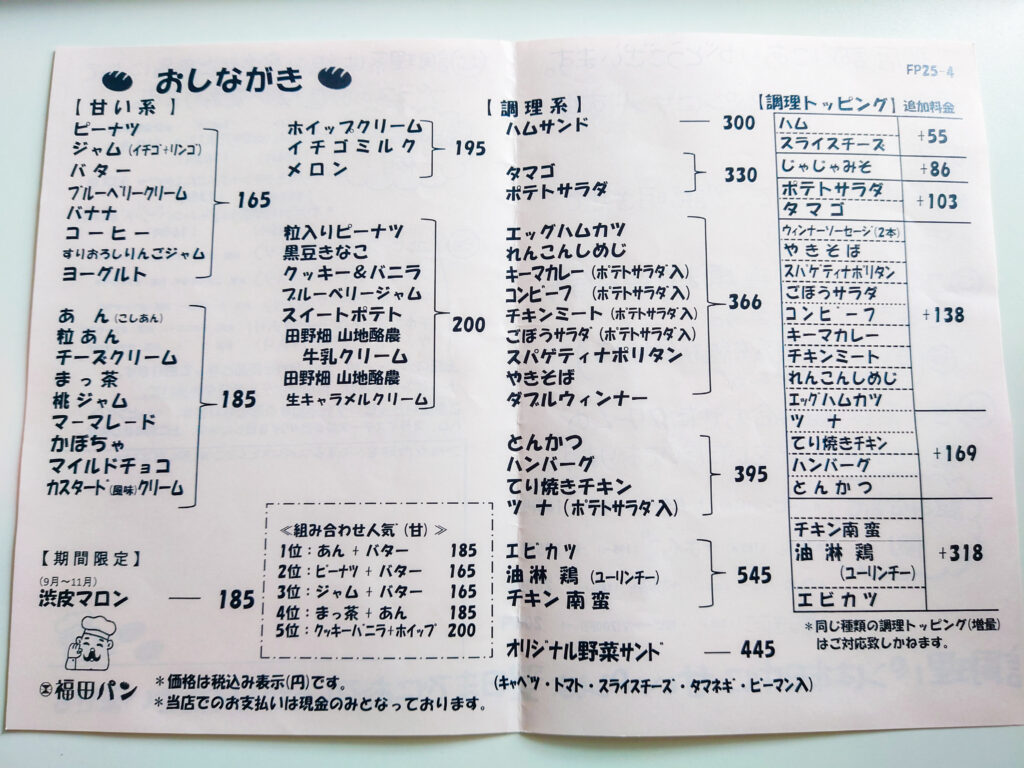 おしながき
FP25-4
【甘い系】
ピーナツ
ジャム(イチゴ+リンゴ)
バター
ブルーベリークリーム
バナナ
コーヒー
すりおろしりんごジャム
ヨーグルト
165
あん(こしあん)
粒あん
チーズクリーム
まっ茶
桃ジャム
マーマレード
かぼちゃ
マイルドチョコ
カスタード(風味)クリーム
185
ホイップクリーム
イチゴミルク
メロン
195
粒入りピーナツ
黒豆きなこ
クッキー&バニラ
ブルーベリージャム
スイートポテト
田野畑 山地酪農
牛乳クリーム
田野畑 山地酪農
生キャラメルクリーム
200
【期間限定】
(9月~11月)
渋皮マロン 185
≪組み合わせ人気(甘)≫
1位:あん+バター 185
2位:ピーナツ+バター 165
3位:ジャム+バター 165
4位:まっ茶+あん 185
5位:クッキーバニラ+ホイップ 200
福田パン
*価格は税込み表示(円)です。
*当店でのお支払いは現金のみとなっております。
【調理系】
ハムサンド 300
タマゴ
ポテトサラダ
330
エッグハムカツ
れんこんしめじ
キーマカレー(ポテトサラダ入)
コンビーフ (ポテトサラダ入)
チキンミート(ポテトサラダ入)
ごぼうサラダ(ポテトサラダ入)
スパゲティナポリタン
やきそば
ダブルウィンナー
366
とんかつ
ハンバーグ
てり焼きチキン
ツナ(ポテトサラダ入)
395
エビカツ
油淋鶏(ユーリンチー)
チキン南蛮
545
オリジナル野菜サンド 445
(キャベツ・トマト・スライスチーズ・タマネギ・ピーマン入)
【調理トッピング】追加料金
ハム
スライスチーズ
+55
じゃじゃみそ +86
ポテトサラダ
タマゴ
+103
ウィンナーソーセージ(2本)
やきそば
スパゲティナポリタン
ごぼうサラダ
コンビーフ
キーマカレー
チキンミート
れんこんしめじ
エッグハムカツ
+138
ツナ
てり焼きチキン
ハンバーグ
とんかつ
+169
チキン南蛮
油淋鶏
(ユーリンチー)
エビカツ
+318
*同じ種類の調理トッピング(増量)
はご対応致しかねます。